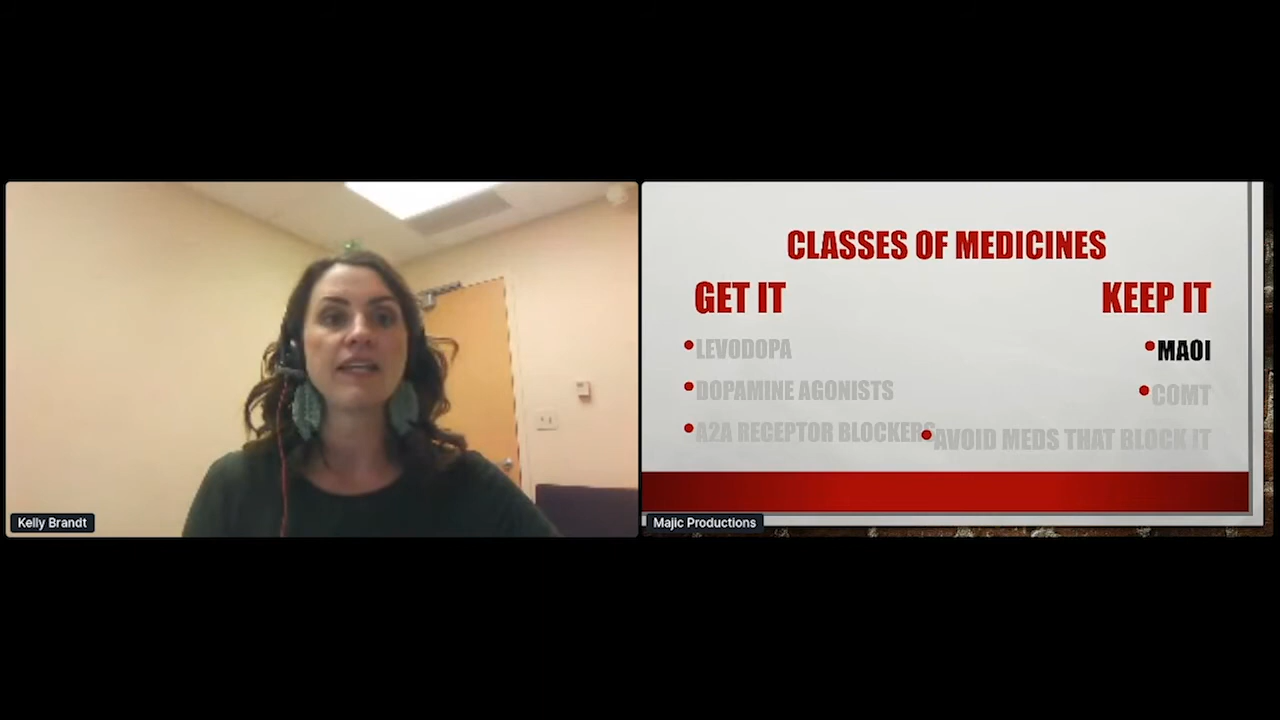 CLASSES OF MEDICINES
GET IT
KEEP IT
•LEVODOPA
•MAOI
•DOPAMINE AGONISTS
•COMT
•A2A RECEPTOR BLOCKERS
•AVOID MEDS THAT BLOCK IT
Kelly Brandt
Majic Productions